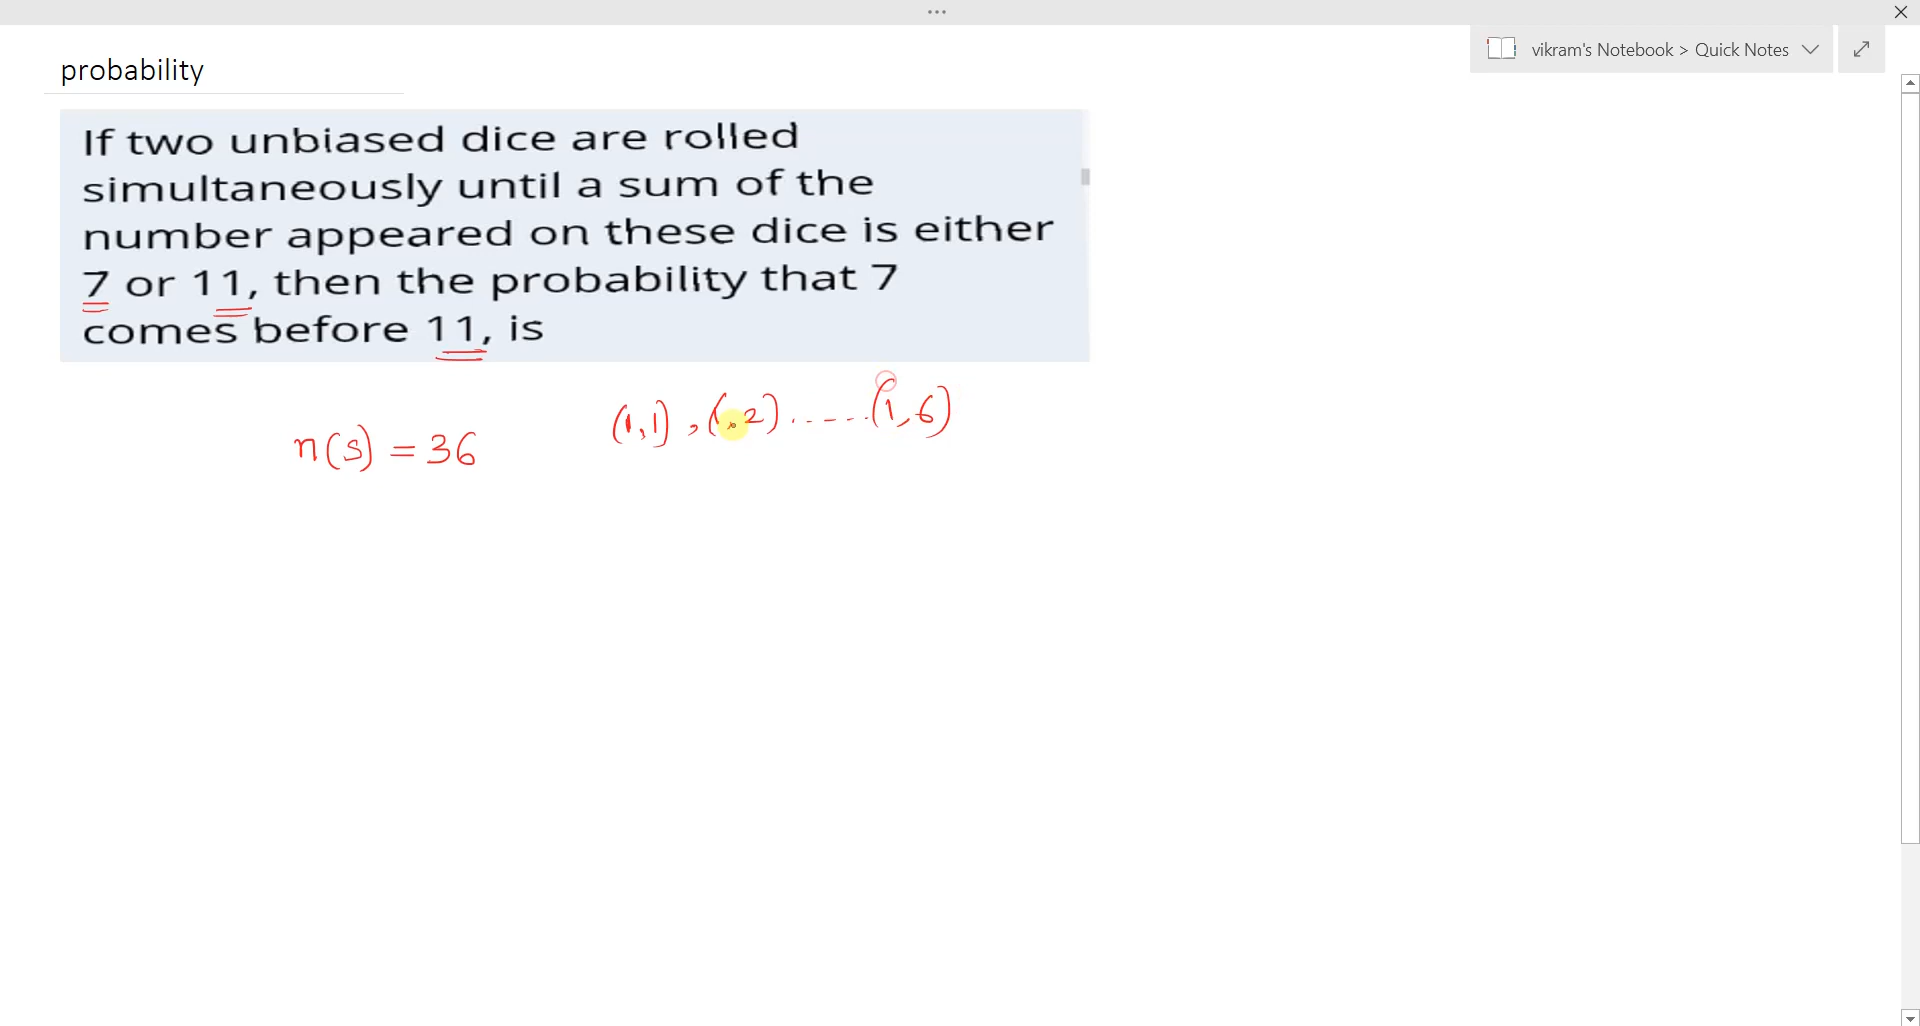 vikram's Notebook > Quick Notes
probability
If two unbiased dice are rolled
simultaneously until a sum of the
number appeared on these dice is either
7 or 11, then the probability that 7
comes before 11, is
(1,1) , (1,2) ...... (1,6)
n(s) = 36